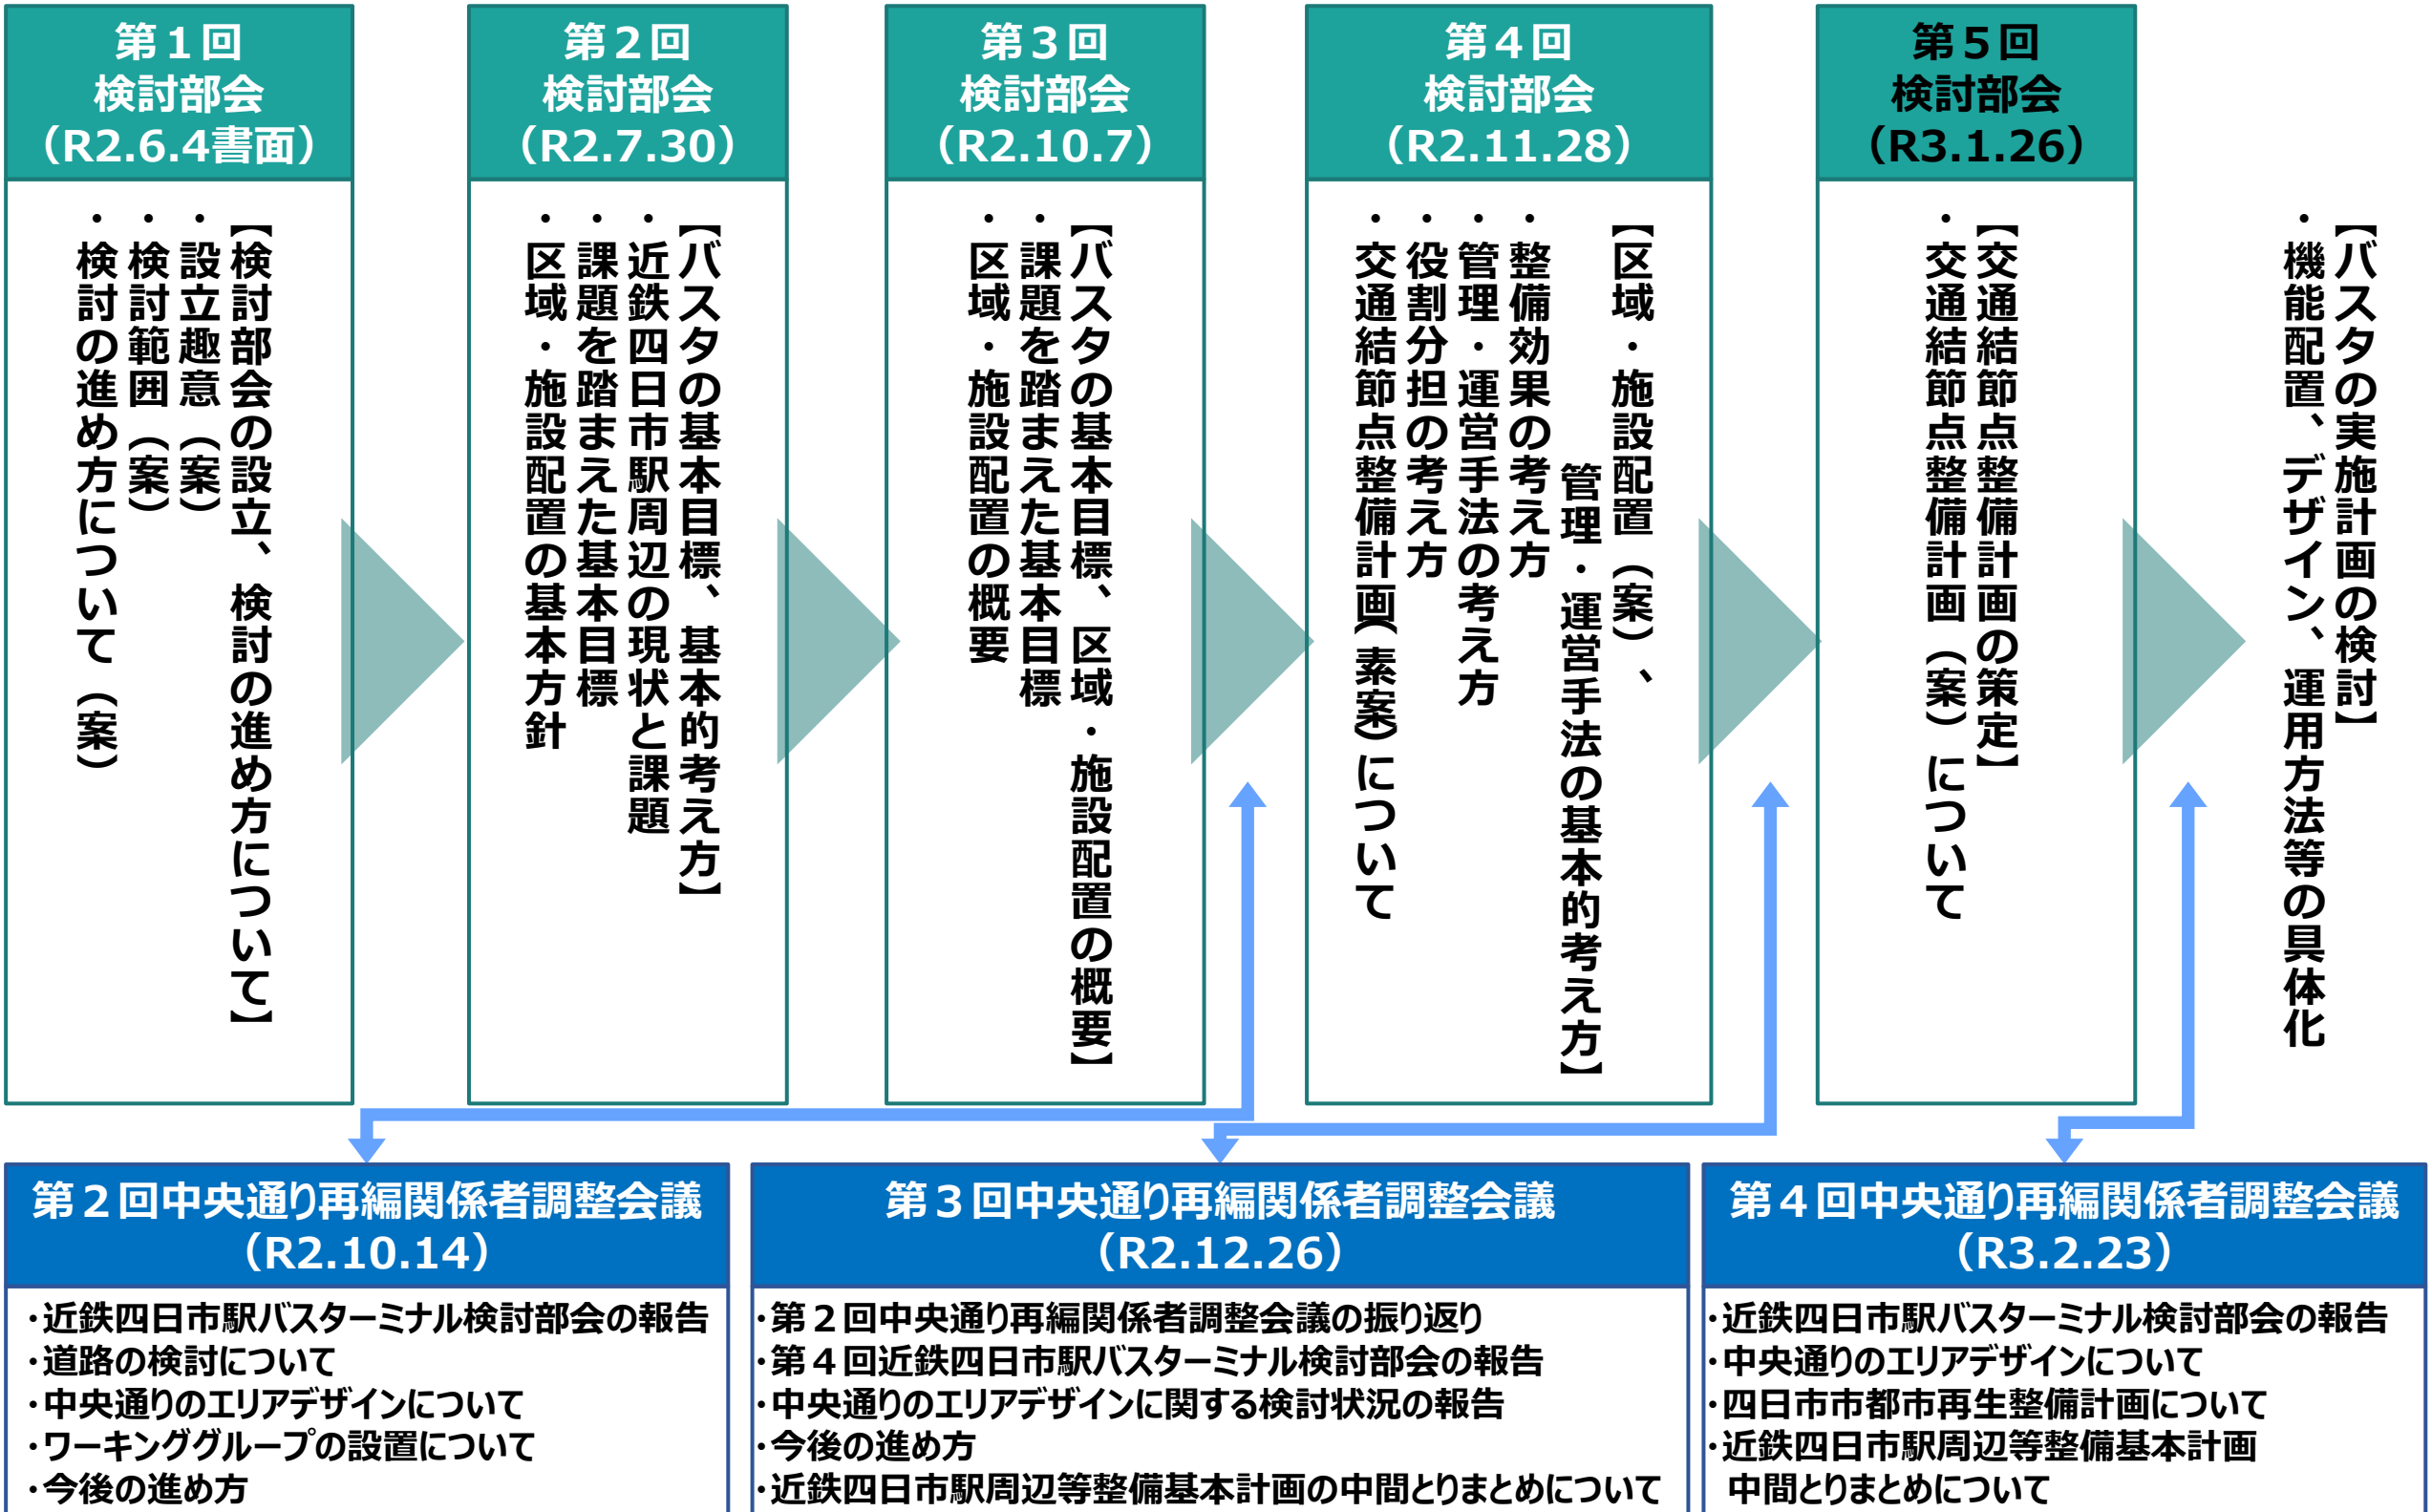 第１回
検討部会
（R2.6.4書面）
【検討部会の設立、検討の進め方について】
・設立趣意（案）
・検討範囲（案）
・検討の進め方について（案）
第２回
検討部会
（R2.7.30）
【バスタの基本目標、基本的考え方】
・近鉄四日市駅周辺の現状と課題
・課題を踏まえた基本目標
・区域・施設配置の基本方針
第３回
検討部会
（R2.10.7）
【バスタの基本目標、区域・施設配置の概要】
・課題を踏まえた基本目標
・区域・施設配置の概要
第４回
検討部会
（R2.11.28）
【区域・施設配置（案）、
管理・運営手法の基本的考え方】
・整備効果の考え方
・管理・運営手法の考え方
・役割分担の考え方
・交通結節点整備計画（素案）について
第５回
検討部会
（R3.1.26）
【交通結節点整備計画の策定】
・交通結節点整備計画（案）について
【バスタの実施計画の検討】
・機能配置、デザイン、運用方法等の具体化
第２回中央通り再編関係者調整会議
（R2.10.14）
・近鉄四日市駅バスターミナル検討部会の報告
・道路の検討について
・中央通りのエリアデザインについて
・ワーキンググループの設置について
・今後の進め方
第３回中央通り再編関係者調整会議
（R2.12.26）
・第２回中央通り再編関係者調整会議の振り返り
・第４回近鉄四日市駅バスターミナル検討部会の報告
・中央通りのエリアデザインに関する検討状況の報告
・今後の進め方
・近鉄四日市駅周辺等整備基本計画の中間とりまとめについて
第４回中央通り再編関係者調整会議
（R3.2.23）
・近鉄四日市駅バスターミナル検討部会の報告
・中央通りのエリアデザインについて
・四日市市都市再生整備計画について
・近鉄四日市駅周辺等整備基本計画
中間とりまとめについて